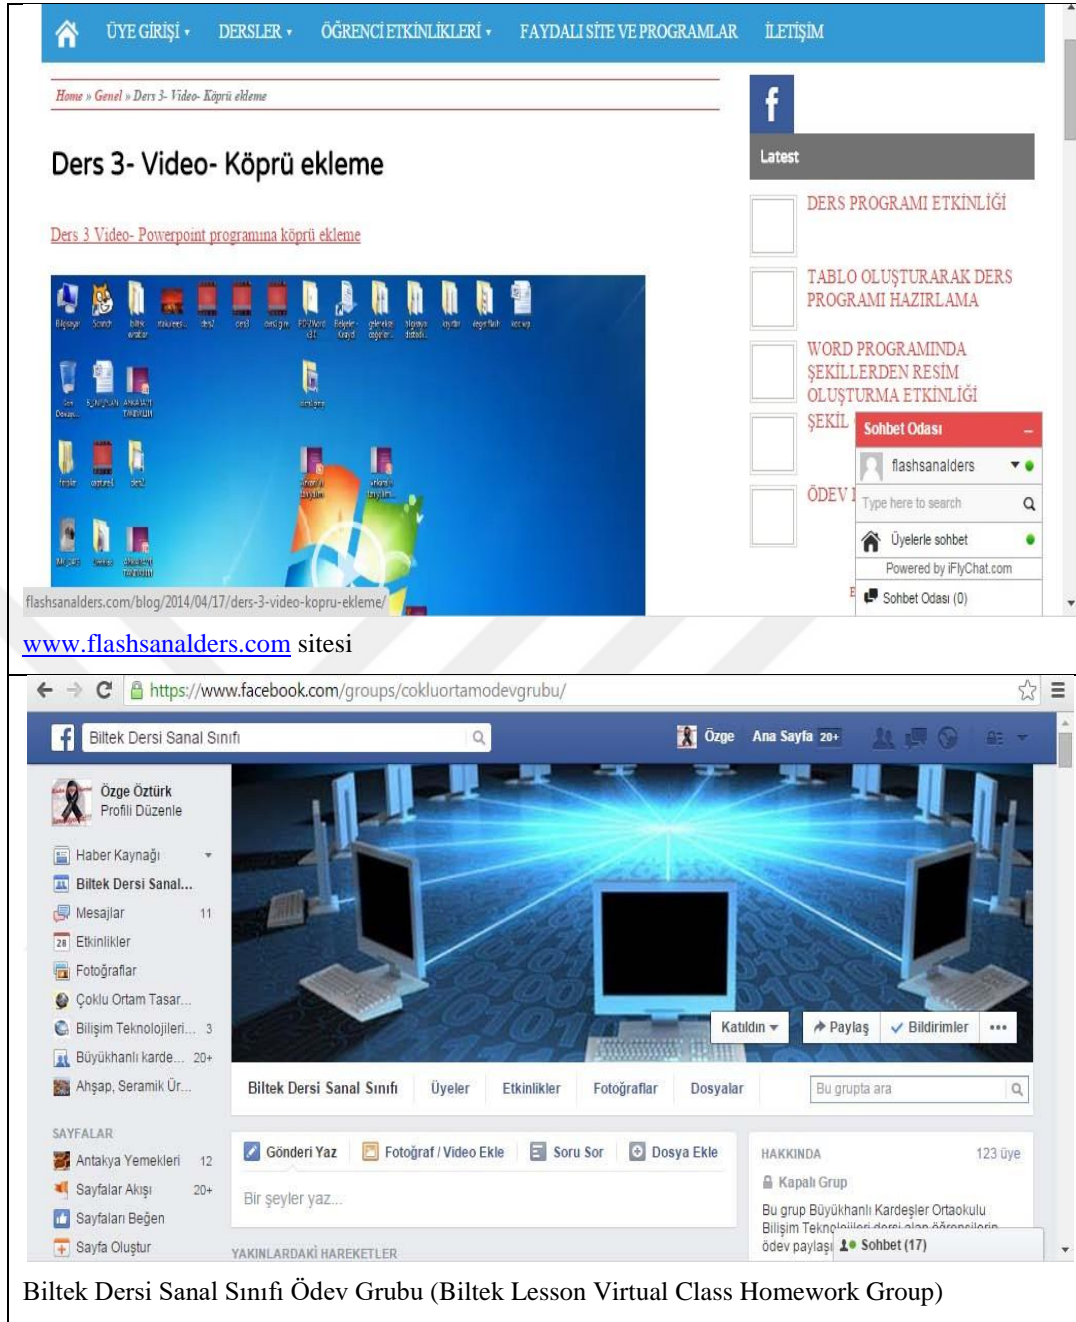 ÜYE GİRİŞİ DERSLER ÖĞRENCİ ETKİNLİKLERİ FAYDALI SİTE VE PROGRAMLAR İLETİŞİM
Home » Genel » Ders 3- Video- Köprü ekleme
Ders 3- Video- Köprü ekleme
Ders 3 Video- Powerpoint programına köprü ekleme
Bilgisayar Scratch ders2 ders3
flashsanalders.com/blog/2014/04/17/ders-3-video-kopru-ekleme/
Latest
DERS PROGRAMI ETKİNLİĞİ
TABLO OLUŞTURARAK DERS
PROGRAMI HAZIRLAMA
WORD PROGRAMINDA
ŞEKİLLERDEN RESİM
OLUŞTURMA ETKİNLİĞİ
ŞEKİL
ÖDEV
Sohbet Odası
flashsanalders
Type here to search
Üyelerle sohbet
Powered by iFlyChat.com
Sohbet Odası (0)
www.flashsanalders.com sitesi
https://www.facebook.com/groups/cokluortamodevgrubu/
Biltek Dersi Sanal Sınıfı
Özge Ana Sayfa 20+
Özge Öztürk
Profili Düzenle
Haber Kaynağı
Biltek Dersi Sanal...
Mesajlar 11
28 Etkinlikler
Fotoğraflar
Çoklu Ortam Tasar...
Bilişim Teknolojileri... 3
Büyükhanlı karde... 20+
Ahşap, Seramik Ür...
SAYFALAR
Antakya Yemekleri 12
Sayfalar Akışı 20+
Sayfaları Beğen
Sayfa Oluştur
Katıldın Paylaş Bildirimler
Biltek Dersi Sanal Sınıfı Üyeler Etkinlikler Fotoğraflar Dosyalar
Bu grupta ara
Gönderi Yaz Fotoğraf / Video Ekle Soru Sor Dosya Ekle
Bir şeyler yaz...
YAKINLARDAKİ HAREKETLER
HAKKINDA 123 üye
Kapalı Grup
Bu grup Büyükhanlı Kardeşler Ortaokulu
Bilişim Teknolojileri dersi alan öğrencilerin
ödev paylaşı
Sohbet (17)
Biltek Dersi Sanal Sınıfı Ödev Grubu (Biltek Lesson Virtual Class Homework Group)